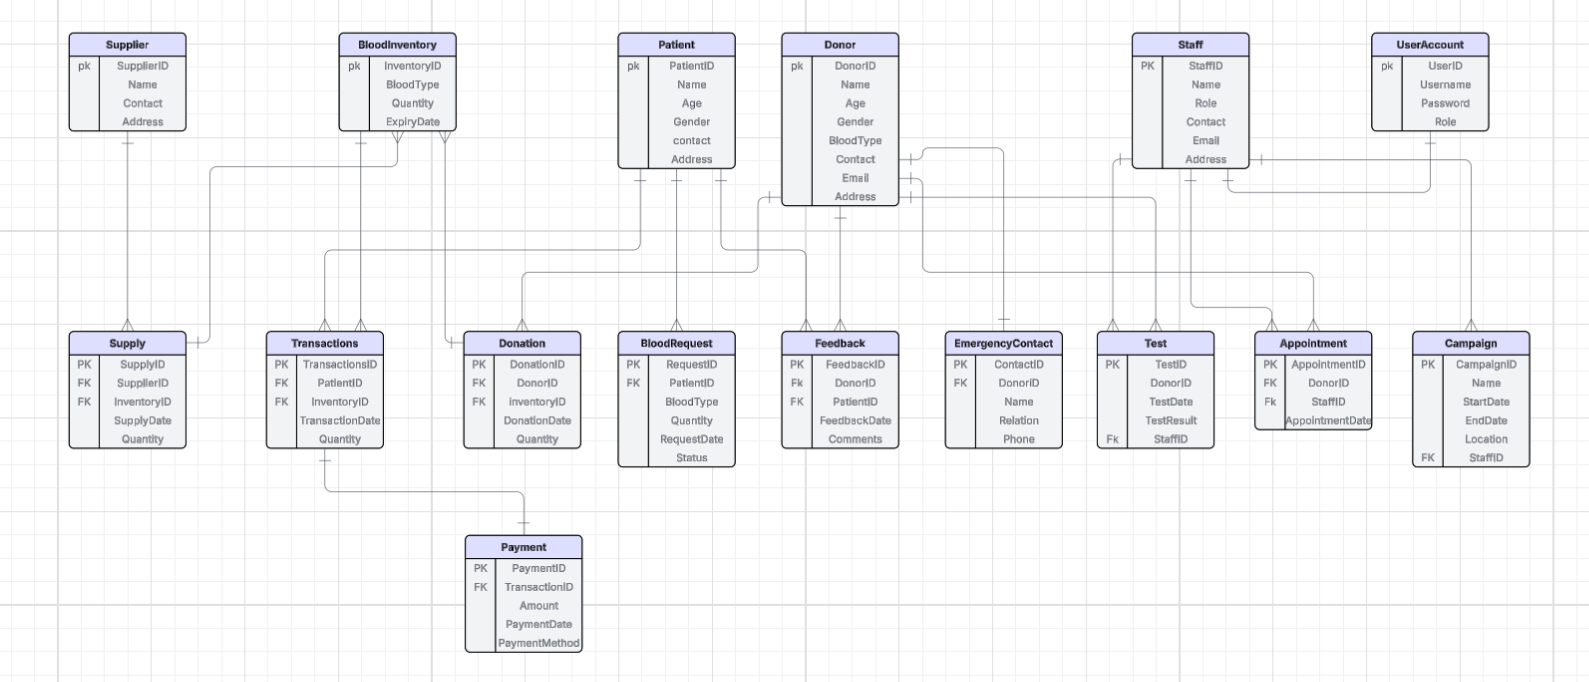 Supplier
pk SupplierID
Name
Contact
Address
BloodInventory
pk InventoryID
BloodType
Quantity
ExpiryDate
Patient
pk PatientID
Name
Age
Gender
contact
Address
Donor
pk DonorID
Name
Age
Gender
BloodType
Contact
Email
Address
Staff
PK StaffID
Name
Role
Contact
Email
Address
UserAccount
pk UserID
Username
Password
Role
Supply
PK SupplyID
FK SupplierID
FK InventoryID
SupplyDate
Quantity
Transactions
PK TransactionsID
FK PatientID
FK InventoryID
TransactionDate
Quantity
Donation
PK DonationID
FK DonorID
FK inventoryID
DonationDate
Quantity
BloodRequest
PK RequestID
FK PatientID
BloodType
Quantity
RequestDate
Status
Feedback
PK FeedbackID
Fk DonorID
FK PatientID
FeedbackDate
Comments
EmergencyContact
PK ContactID
FK DonorID
Name
Relation
Phone
Test
PK TestID
DonorID
TestDate
TestResult
Fk StaffID
Appointment
PK AppointmentID
FK DonorID
Fk StaffID
AppointmentDate
Campaign
PK CampaignID
Name
StartDate
EndDate
Location
FK StaffID
Payment
PK PaymentID
FK TransactionID
Amount
PaymentDate
PaymentMethod